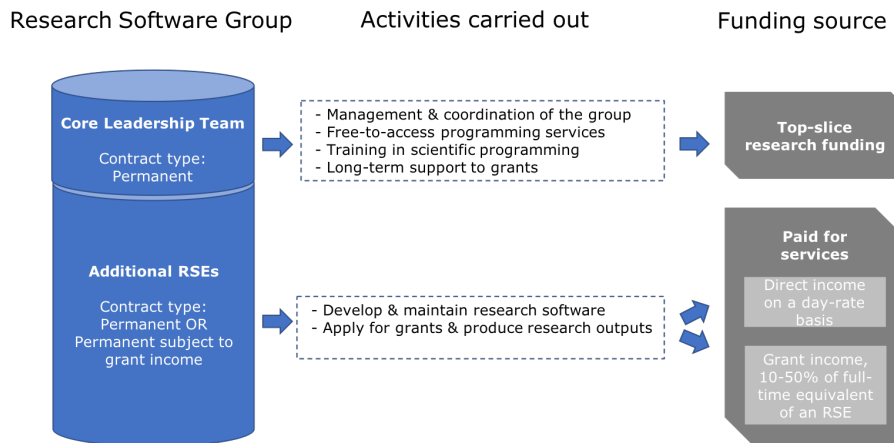 Research Software Group
Activities carried out
Funding source
Core Leadership Team
Contract type:
Permanent
- Management & coordination of the group
- Free-to-access programming services
- Training in scientific programming
- Long-term support to grants
Top-slice
research funding
Additional RSEs
Contract type:
Permanent OR
Permanent subject to
grant income
- Develop & maintain research software
- Apply for grants & produce research outputs
Paid for
services
Direct income
on a day-rate
basis
Grant income,
10-50% of full-
time equivalent
of an RSE